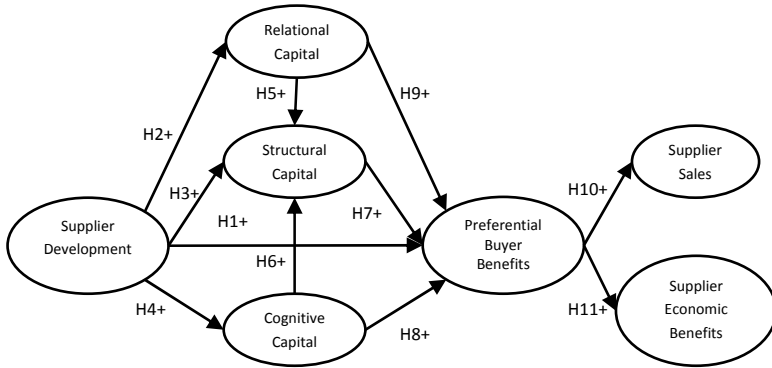 Relational
Capital
H5+
H9+
H2+
Structural
Capital
Supplier
Sales
H10+
H3+
H7+
H1+
Supplier
Development
Preferential
Buyer
Benefits
H6+
H4+
Cognitive
Capital
H8+
H11+
Supplier
Economic
Benefits